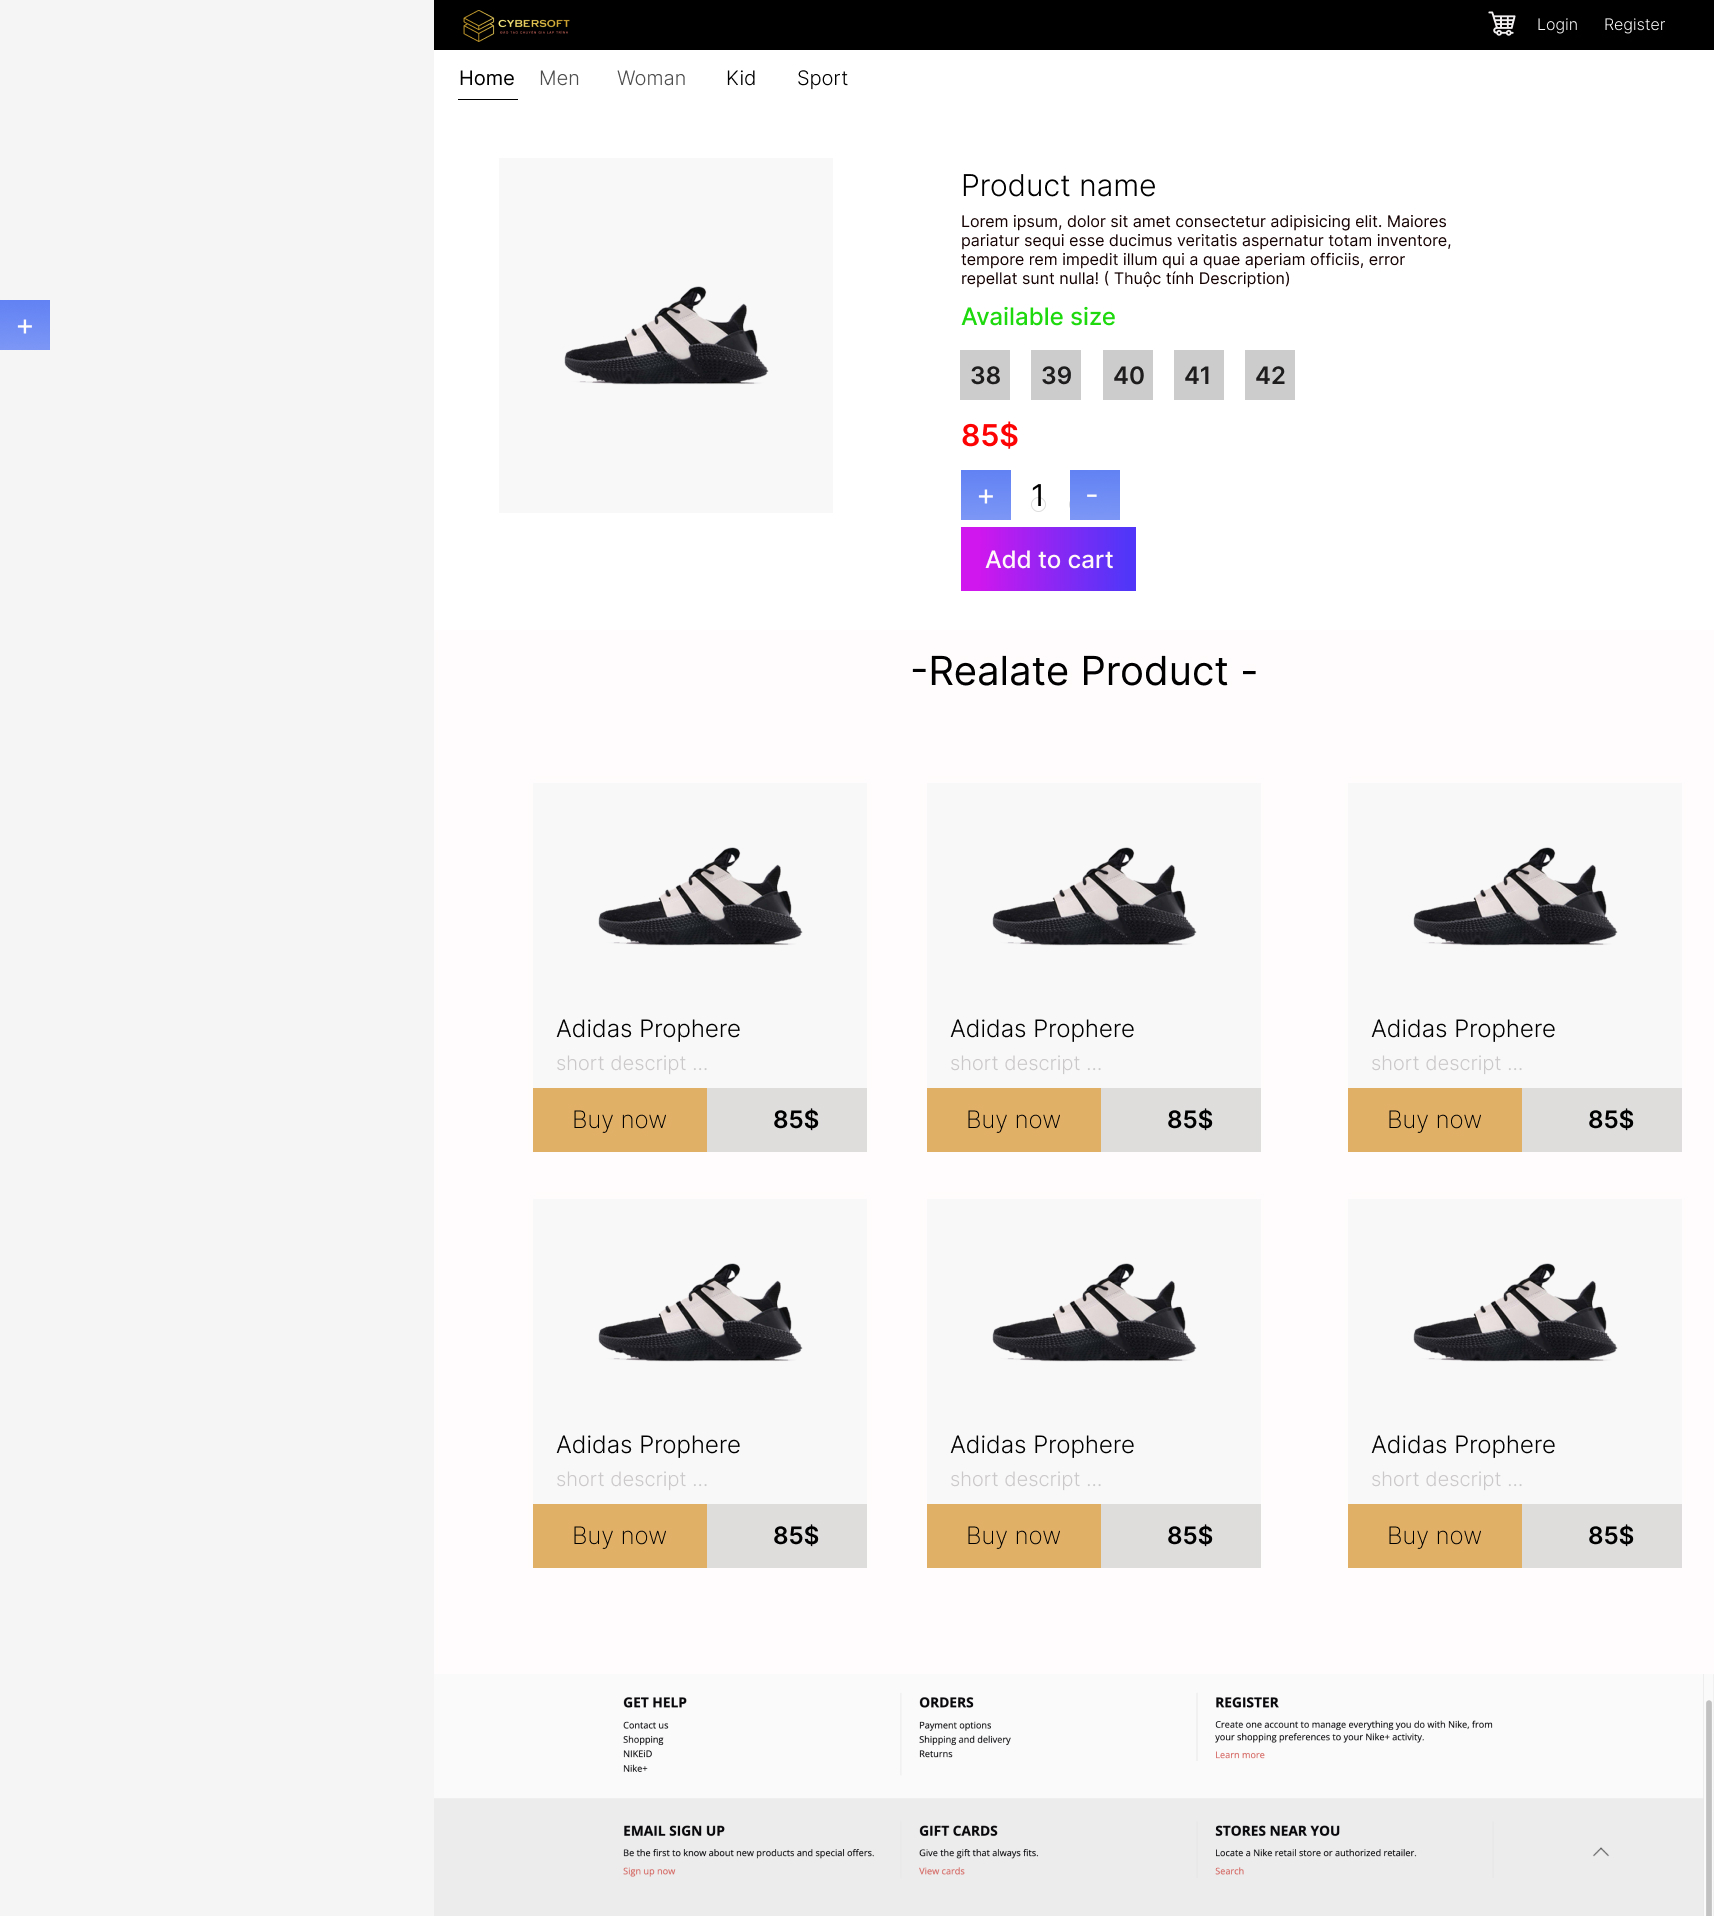 CYBERSOFT
ĐÀO TẠO CHUYÊN GIA LẬP TRÌNH
Login
Register
Home
Men
Woman
Kid
Sport
Product name
Lorem ipsum, dolor sit amet consectetur adipisicing elit. Maiores
pariatur sequi esse ducimus veritatis aspernatur totam inventore,
tempore rem impedit illum qui a quae aperiam officiis, error
repellat sunt nulla! ( Thuộc tính Description)
+
Available size
38
39
40
41
42
85$
+
1
-
Add to cart
-Realate Product -
Adidas Prophere
short descript ...
Buy now
85$
Adidas Prophere
short descript ...
Buy now
85$
Adidas Prophere
short descript ...
Buy now
85$
Adidas Prophere
short descript ...
Buy now
85$
Adidas Prophere
short descript ...
Buy now
85$
Adidas Prophere
short descript ...
Buy now
85$
GET HELP
Contact us
Shopping
NIKEiD
Nike+
ORDERS
Payment options
Shipping and delivery
Returns
REGISTER
Create one account to manage everything you do with Nike, from
your shopping preferences to your Nike+ activity.
Learn more
EMAIL SIGN UP
Be the first to know about new products and special offers.
Sign up now
GIFT CARDS
Give the gift that always fits.
View cards
STORES NEAR YOU
Locate a Nike retail store or authorized retailer.
Search